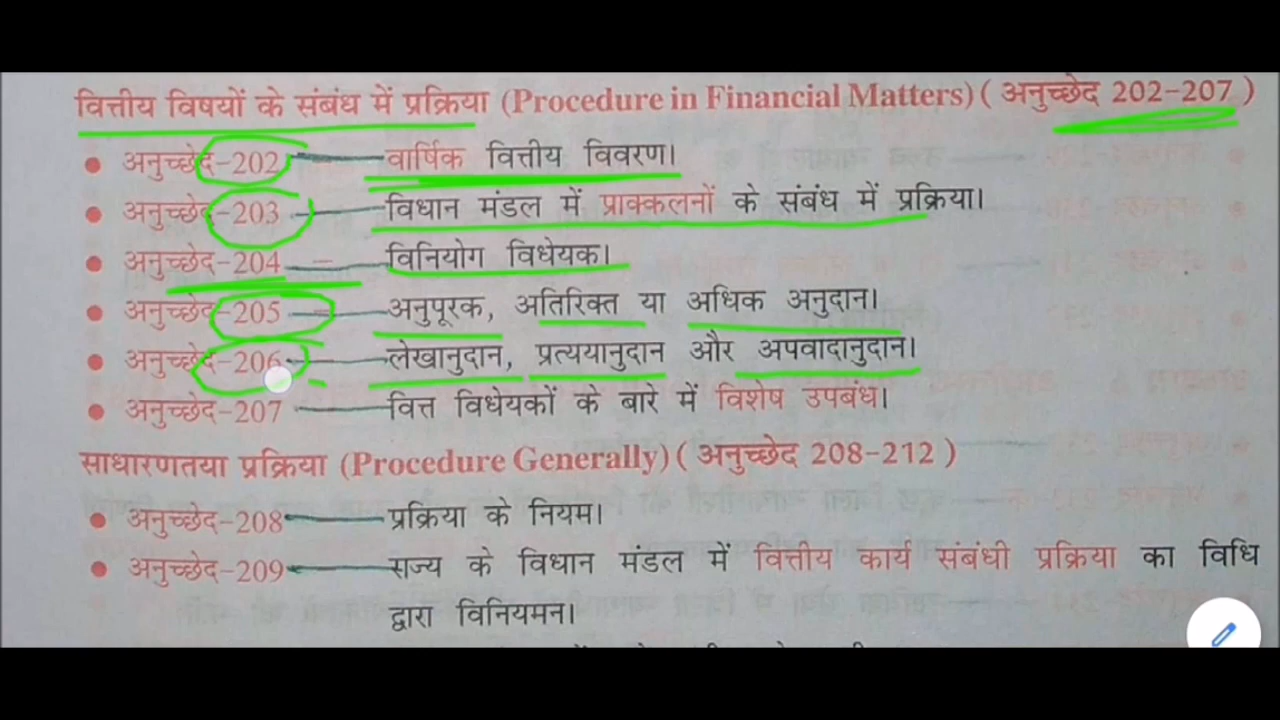 वित्तीय विषयों के संबंध में प्रक्रिया (Procedure in Financial Matters) ( अनुच्छेद 202-207 )
• अनुच्छेद-202 वार्षिक वित्तीय विवरण।
• अनुच्छेद-203 विधान मंडल में प्राक्कलनों के संबंध में प्रक्रिया।
• अनुच्छेद-204 विनियोग विधेयक।
• अनुच्छेद-205 अनुपूरक, अतिरिक्त या अधिक अनुदान।
• अनुच्छेद-206 लेखानुदान, प्रत्ययानुदान और अपवादानुदान।
• अनुच्छेद-207 वित्त विधेयकों के बारे में विशेष उपबंध।
साधारणतया प्रक्रिया (Procedure Generally) ( अनुच्छेद 208-212 )
• अनुच्छेद-208 प्रक्रिया के नियम।
• अनुच्छेद-209 राज्य के विधान मंडल में वित्तीय कार्य संबंधी प्रक्रिया का विधि
द्वारा विनियमन।